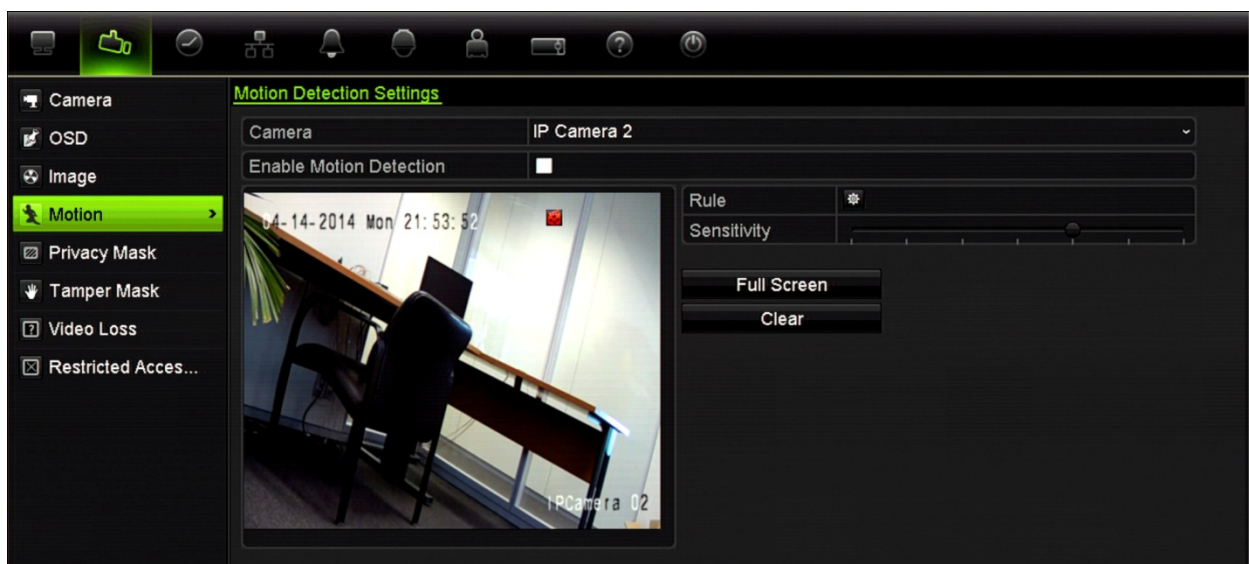 Camera
OSD
Image
Motion
Privacy Mask
Tamper Mask
Video Loss
Restricted Acces...
Motion Detection Settings
Camera IP Camera 2
Enable Motion Detection
04-14-2014 Mon 21:53:52
IPCamera 02
Rule
Sensitivity
Full Screen
Clear